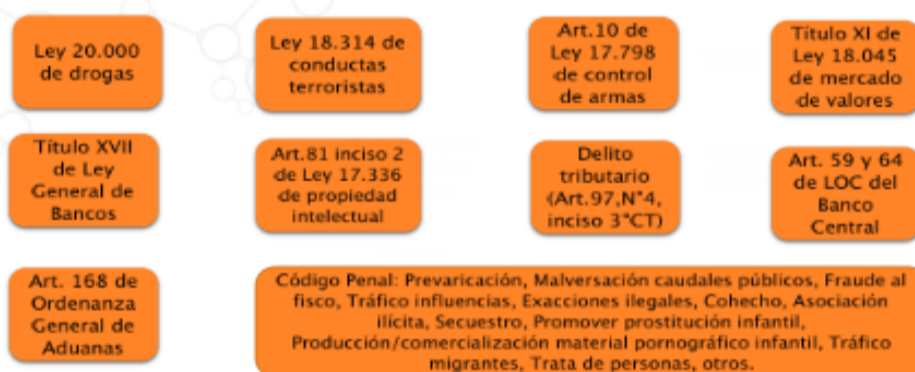 Ley 20.000
de drogas
Ley 18.314 de
conductas
terroristas
Art.10 de
Ley 17.798
de control
de armas
Título XI de
Ley 18.045
de mercado
de valores
Título XVII
de Ley
General de
Bancos
Art.81 inciso 2
de Ley 17.336
de propiedad
intelectual
Delito
tributario
(Art.97,N°4,
inciso 3°CT)
Art. 59 y 64
de LOC del
Banco
Central
Art. 168 de
Ordenanza
General de
Aduanas
Código Penal: Prevaricación, Malversación caudales públicos, Fraude al
fisco, Tráfico influencias, Exacciones ilegales, Cohecho, Asociación
ilícita, Secuestro, Promover prostitución infantil,
Producción/comercialización material pornográfico infantil, Tráfico
migrantes, Trata de personas, otros.